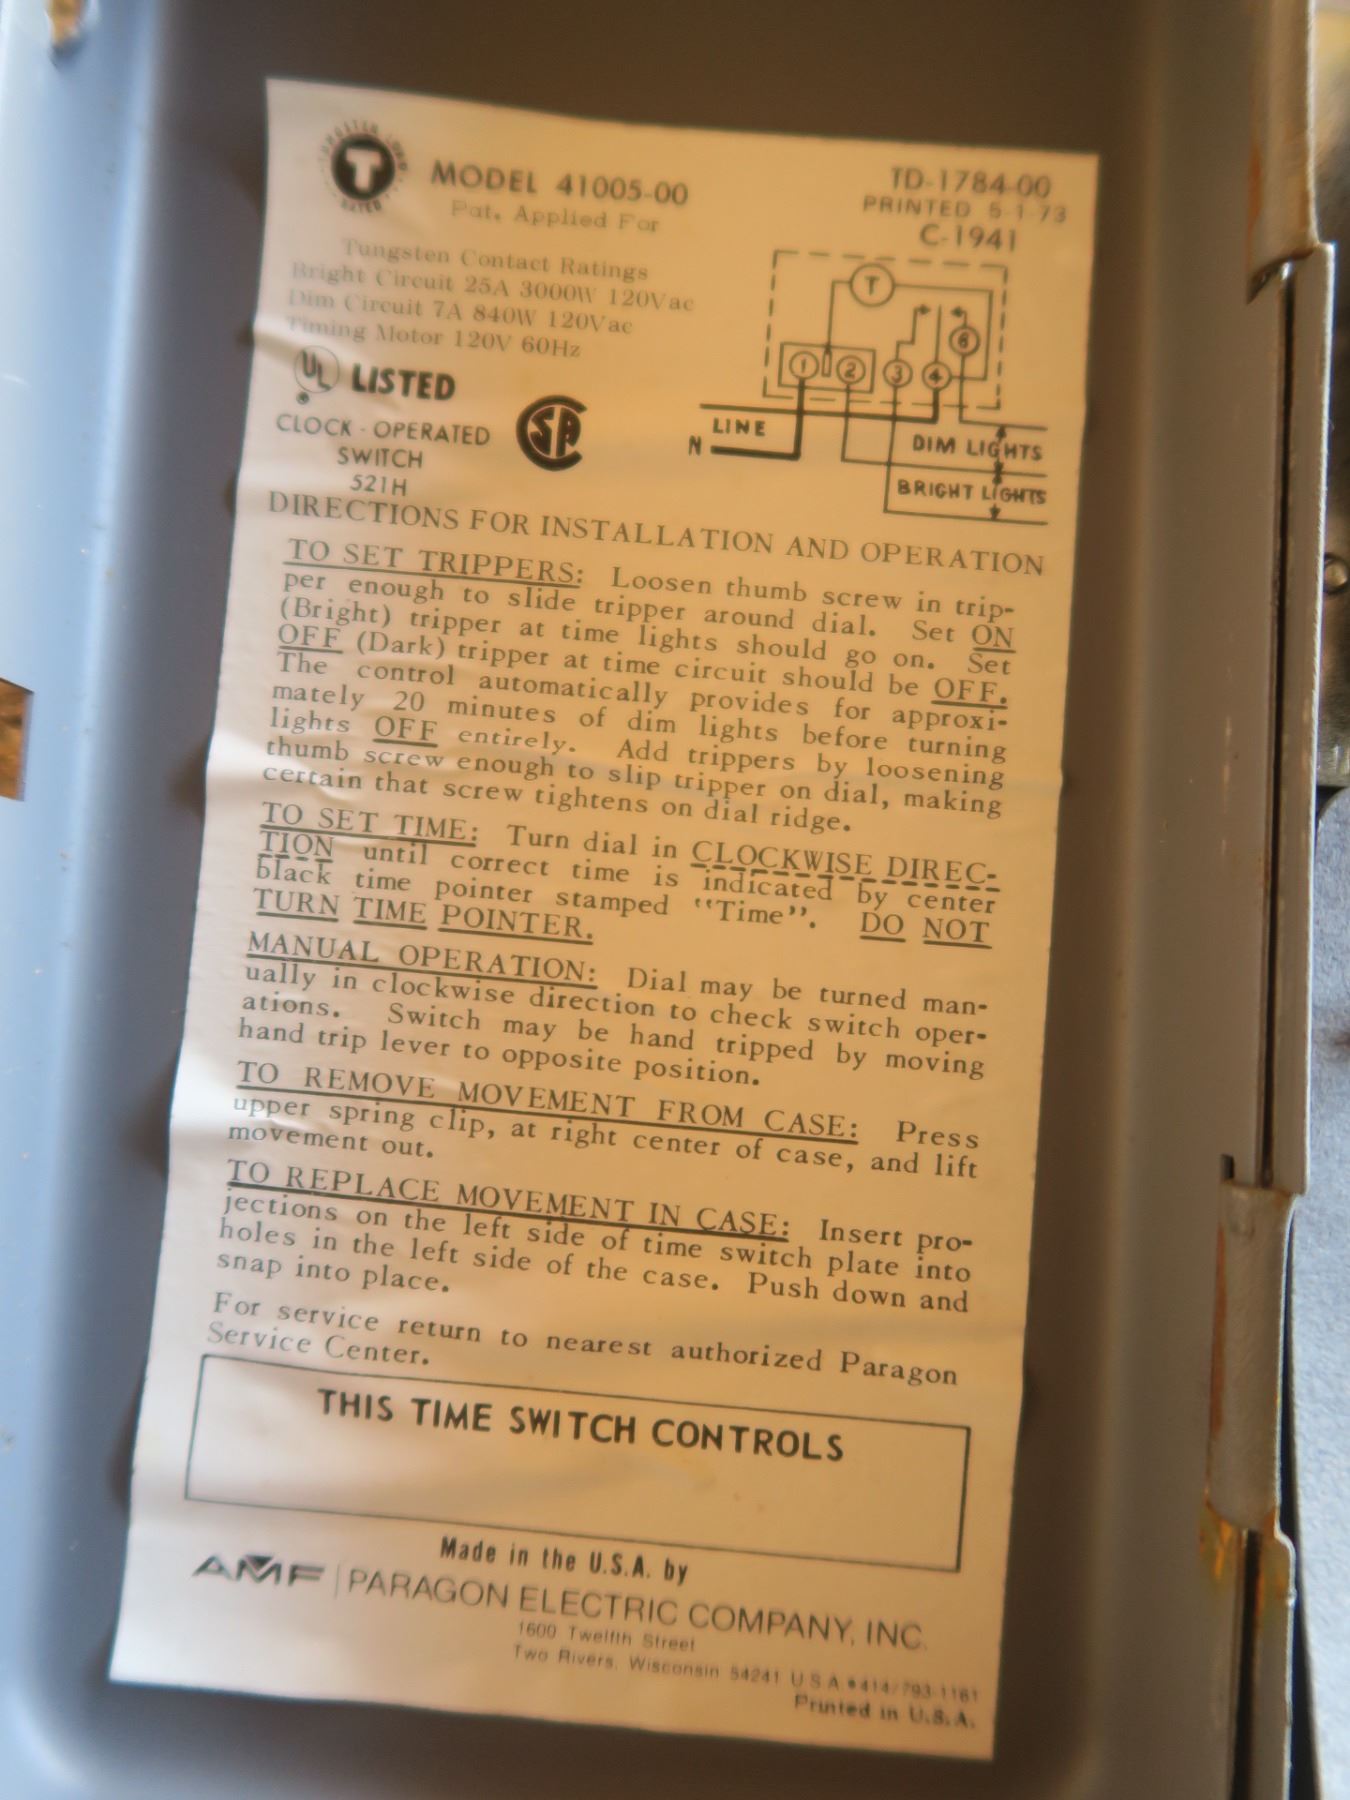 TUNGSTEN LOAD
T
RATED
MODEL 41005-00
Pat. Applied For
TD-1784-00
PRINTED 5-1-73
C-1941
Tungsten Contact Ratings
Bright Circuit 25A 3000W 120Vac
Dim Circuit 7A 840W 120Vac
Timing Motor 120V 60Hz
UL LISTED
CLOCK-OPERATED
SWITCH
521H
SA
T
1 2 3 4 6
LINE
N
DIM LIGHTS
BRIGHT LIGHTS
DIRECTIONS FOR INSTALLATION AND OPERATION
TO SET TRIPPERS: Loosen thumb screw in trip-
per enough to slide tripper around dial. Set ON
(Bright) tripper at time lights should go on. Set
OFF (Dark) tripper at time circuit should be OFF.
The control automatically provides for approxi-
mately 20 minutes of dim lights before turning
lights OFF entirely. Add trippers by loosening
thumb screw enough to slip tripper on dial, making
certain that screw tightens on dial ridge.
TO SET TIME: Turn dial in CLOCKWISE DIREC-
TION until correct time is indicated by center
black time pointer stamped "Time". DO NOT
TURN TIME POINTER.
MANUAL OPERATION: Dial may be turned man-
ually in clockwise direction to check switch oper-
ations. Switch may be hand tripped by moving
hand trip lever to opposite position.
TO REMOVE MOVEMENT FROM CASE: Press
upper spring clip, at right center of case, and lift
movement out.
TO REPLACE MOVEMENT IN CASE: Insert pro-
jections on the left side of time switch plate into
holes in the left side of the case. Push down and
snap into place.
For service return to nearest authorized Paragon
Service Center.
THIS TIME SWITCH CONTROLS
Made in the U.S.A. by
AMF | PARAGON ELECTRIC COMPANY, INC.
1600 Twelfth Street
Two Rivers, Wisconsin 54241 U S A • 414/793-1161
Printed in U.S.A.